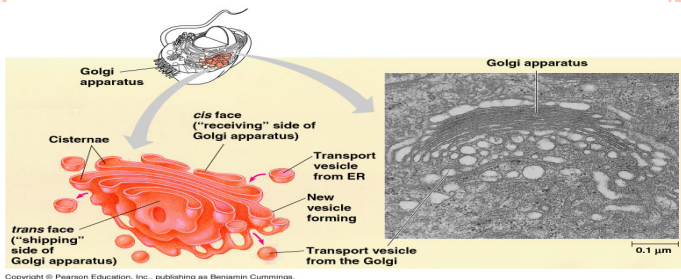 Golgi
apparatus
Golgi apparatus
cis face
("receiving" side of
Golgi apparatus)
Cisternae
Transport
vesicle
from ER
New
vesicle
forming
trans face
("shipping"
side of
Golgi apparatus)
Transport vesicle
from the Golgi
0.1 µm
Copyright © Pearson Education, Inc., publishing as Benjamin Cummings.